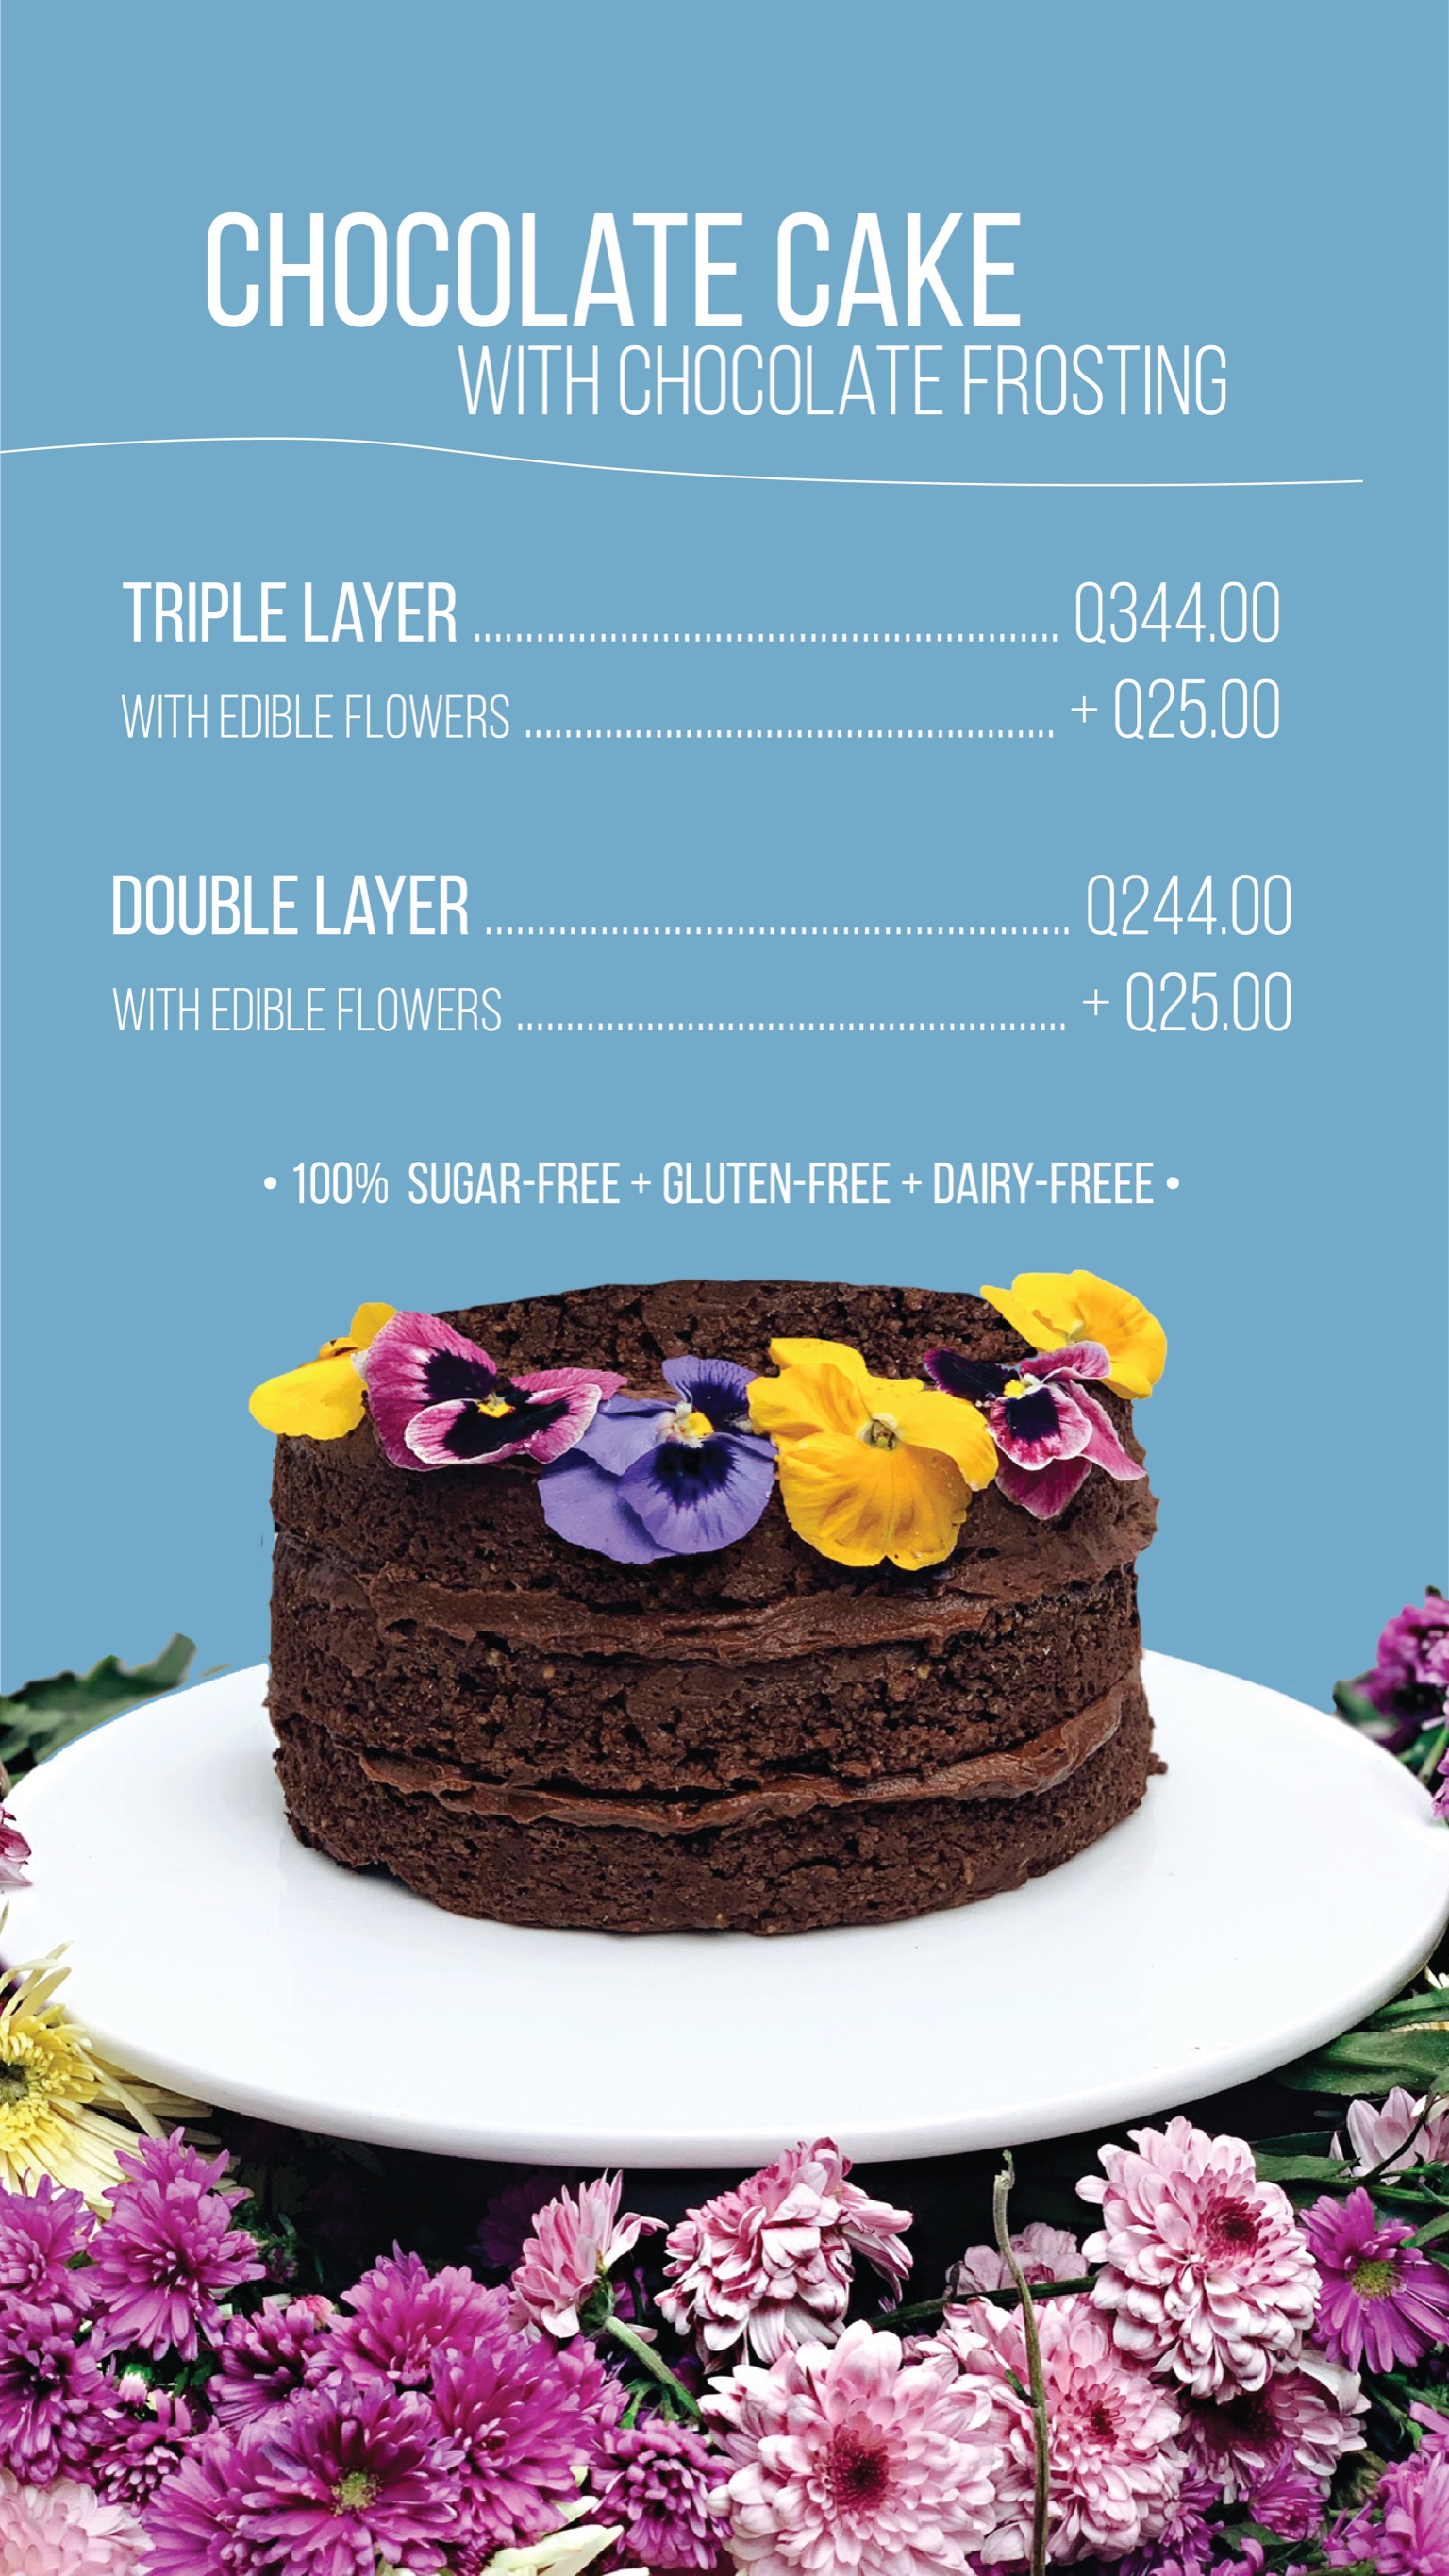 CHOCOLATE CAKE
WITH CHOCOLATE FROSTING
TRIPLE LAYER ........................................................ Q344.00
WITH EDIBLE FLOWERS ...................................................... + Q25.00
DOUBLE LAYER ........................................................ Q244.00
WITH EDIBLE FLOWERS ........................................................ + Q25.00
• 100% SUGAR-FREE + GLUTEN-FREE + DAIRY-FREEE •